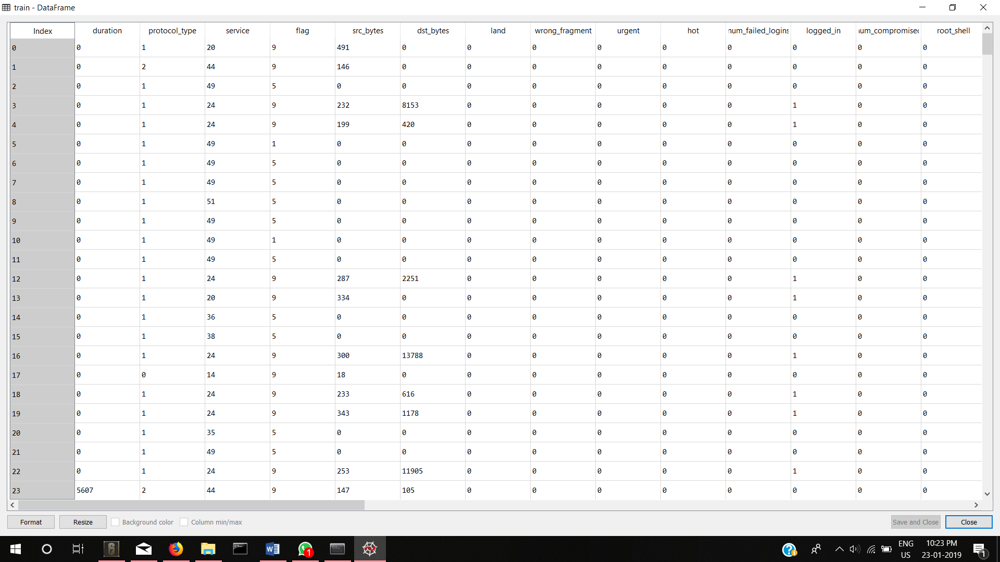 train - DataFrame
Index duration protocol_type service flag src_bytes dst_bytes land wrong_fragment urgent hot num_failed_logins logged_in num_compromised root_shell
0 0 1 20 9 491 0 0 0 0 0 0 0 0 0
1 0 2 44 9 146 0 0 0 0 0 0 0 0 0
2 0 1 49 5 0 0 0 0 0 0 0 0 0 0
3 0 1 24 9 232 8153 0 0 0 0 0 1 0 0
4 0 1 24 9 199 420 0 0 0 0 0 1 0 0
5 0 1 49 1 0 0 0 0 0 0 0 0 0 0
6 0 1 49 5 0 0 0 0 0 0 0 0 0 0
7 0 1 49 5 0 0 0 0 0 0 0 0 0 0
8 0 1 51 5 0 0 0 0 0 0 0 0 0 0
9 0 1 49 5 0 0 0 0 0 0 0 0 0 0
10 0 1 49 1 0 0 0 0 0 0 0 0 0 0
11 0 1 49 5 0 0 0 0 0 0 0 0 0 0
12 0 1 24 9 287 2251 0 0 0 0 0 1 0 0
13 0 1 20 9 334 0 0 0 0 0 0 1 0 0
14 0 1 36 5 0 0 0 0 0 0 0 0 0 0
15 0 1 38 5 0 0 0 0 0 0 0 0 0 0
16 0 1 24 9 300 13788 0 0 0 0 0 1 0 0
17 0 0 14 9 18 0 0 0 0 0 0 0 0 0
18 0 1 24 9 233 616 0 0 0 0 0 1 0 0
19 0 1 24 9 343 1178 0 0 0 0 0 1 0 0
20 0 1 35 5 0 0 0 0 0 0 0 0 0 0
21 0 1 49 5 0 0 0 0 0 0 0 0 0 0
22 0 1 24 9 253 11905 0 0 0 0 0 1 0 0
23 5607 2 44 9 147 105 0 0 0 0 0 0 0 0
Format Resize Background color Column min/max Save and Close Close
1
ENG
US
10:23 PM
23-01-2019
1